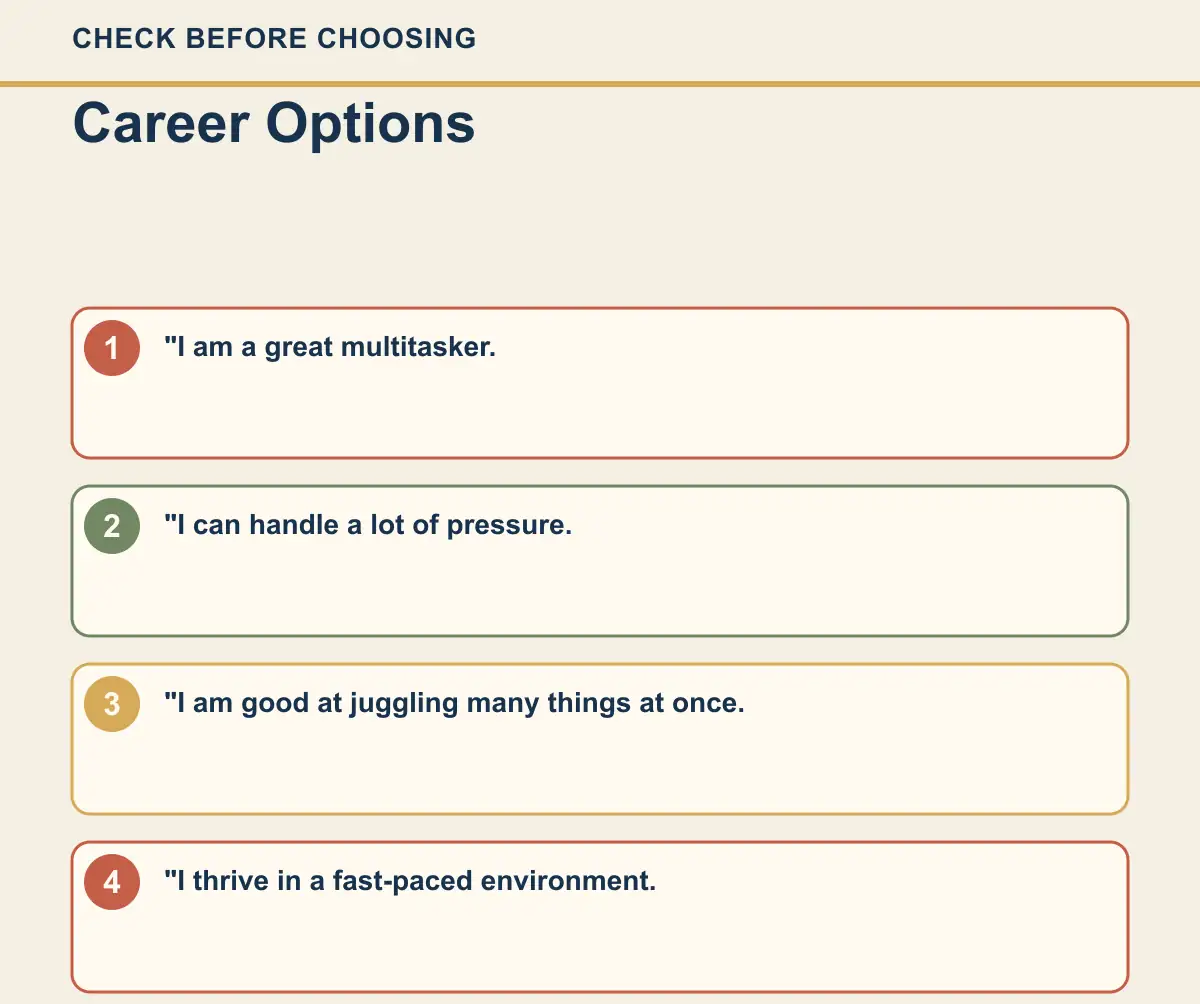 CHECK BEFORE CHOOSING
Career Options
1
"I am a great multitasker.
2
"I can handle a lot of pressure.
3
"I am good at juggling many things at once.
4
"I thrive in a fast-paced environment.